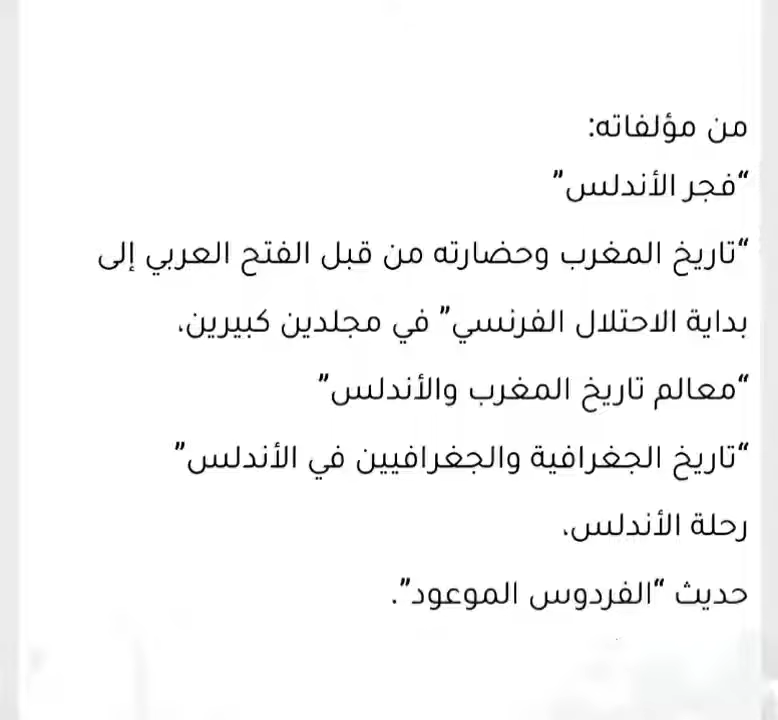 من مؤلفاته:
“فجر الأندلس”
“تاريخ المغرب وحضارته من قبل الفتح العربي إلى
بداية الاحتلال الفرنسي” في مجلدين كبيرين،
“معالم تاريخ المغرب والأندلس”
“تاريخ الجغرافية والجغرافيين في الأندلس”
رحلة الأندلس،
حديث “الفردوس الموعود”.